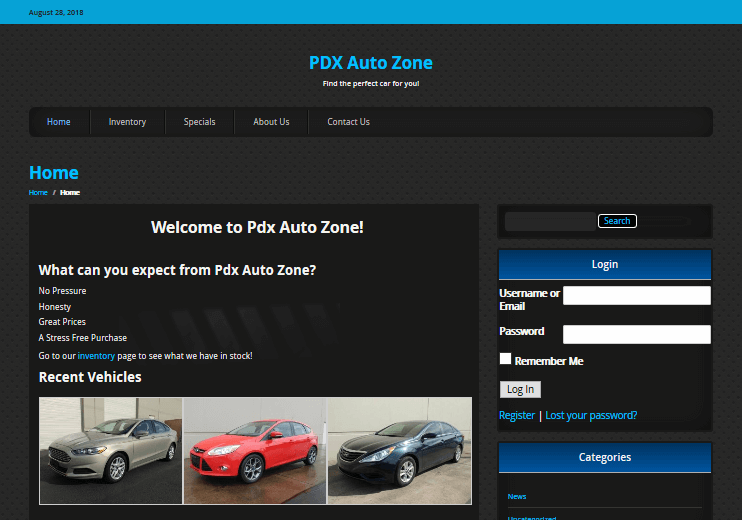 August 28, 2018
PDX Auto Zone
Find the perfect car for you!
Home
Inventory
Specials
About Us
Contact Us
Home
Home / Home
Welcome to Pdx Auto Zone!
What can you expect from Pdx Auto Zone?
No Pressure
Honesty
Great Prices
A Stress Free Purchase
Go to our inventory page to see what we have in stock!
Recent Vehicles
Search
Login
Username or
Email
Password
Remember Me
Log In
Register | Lost your password?
Categories
News
Uncategorized